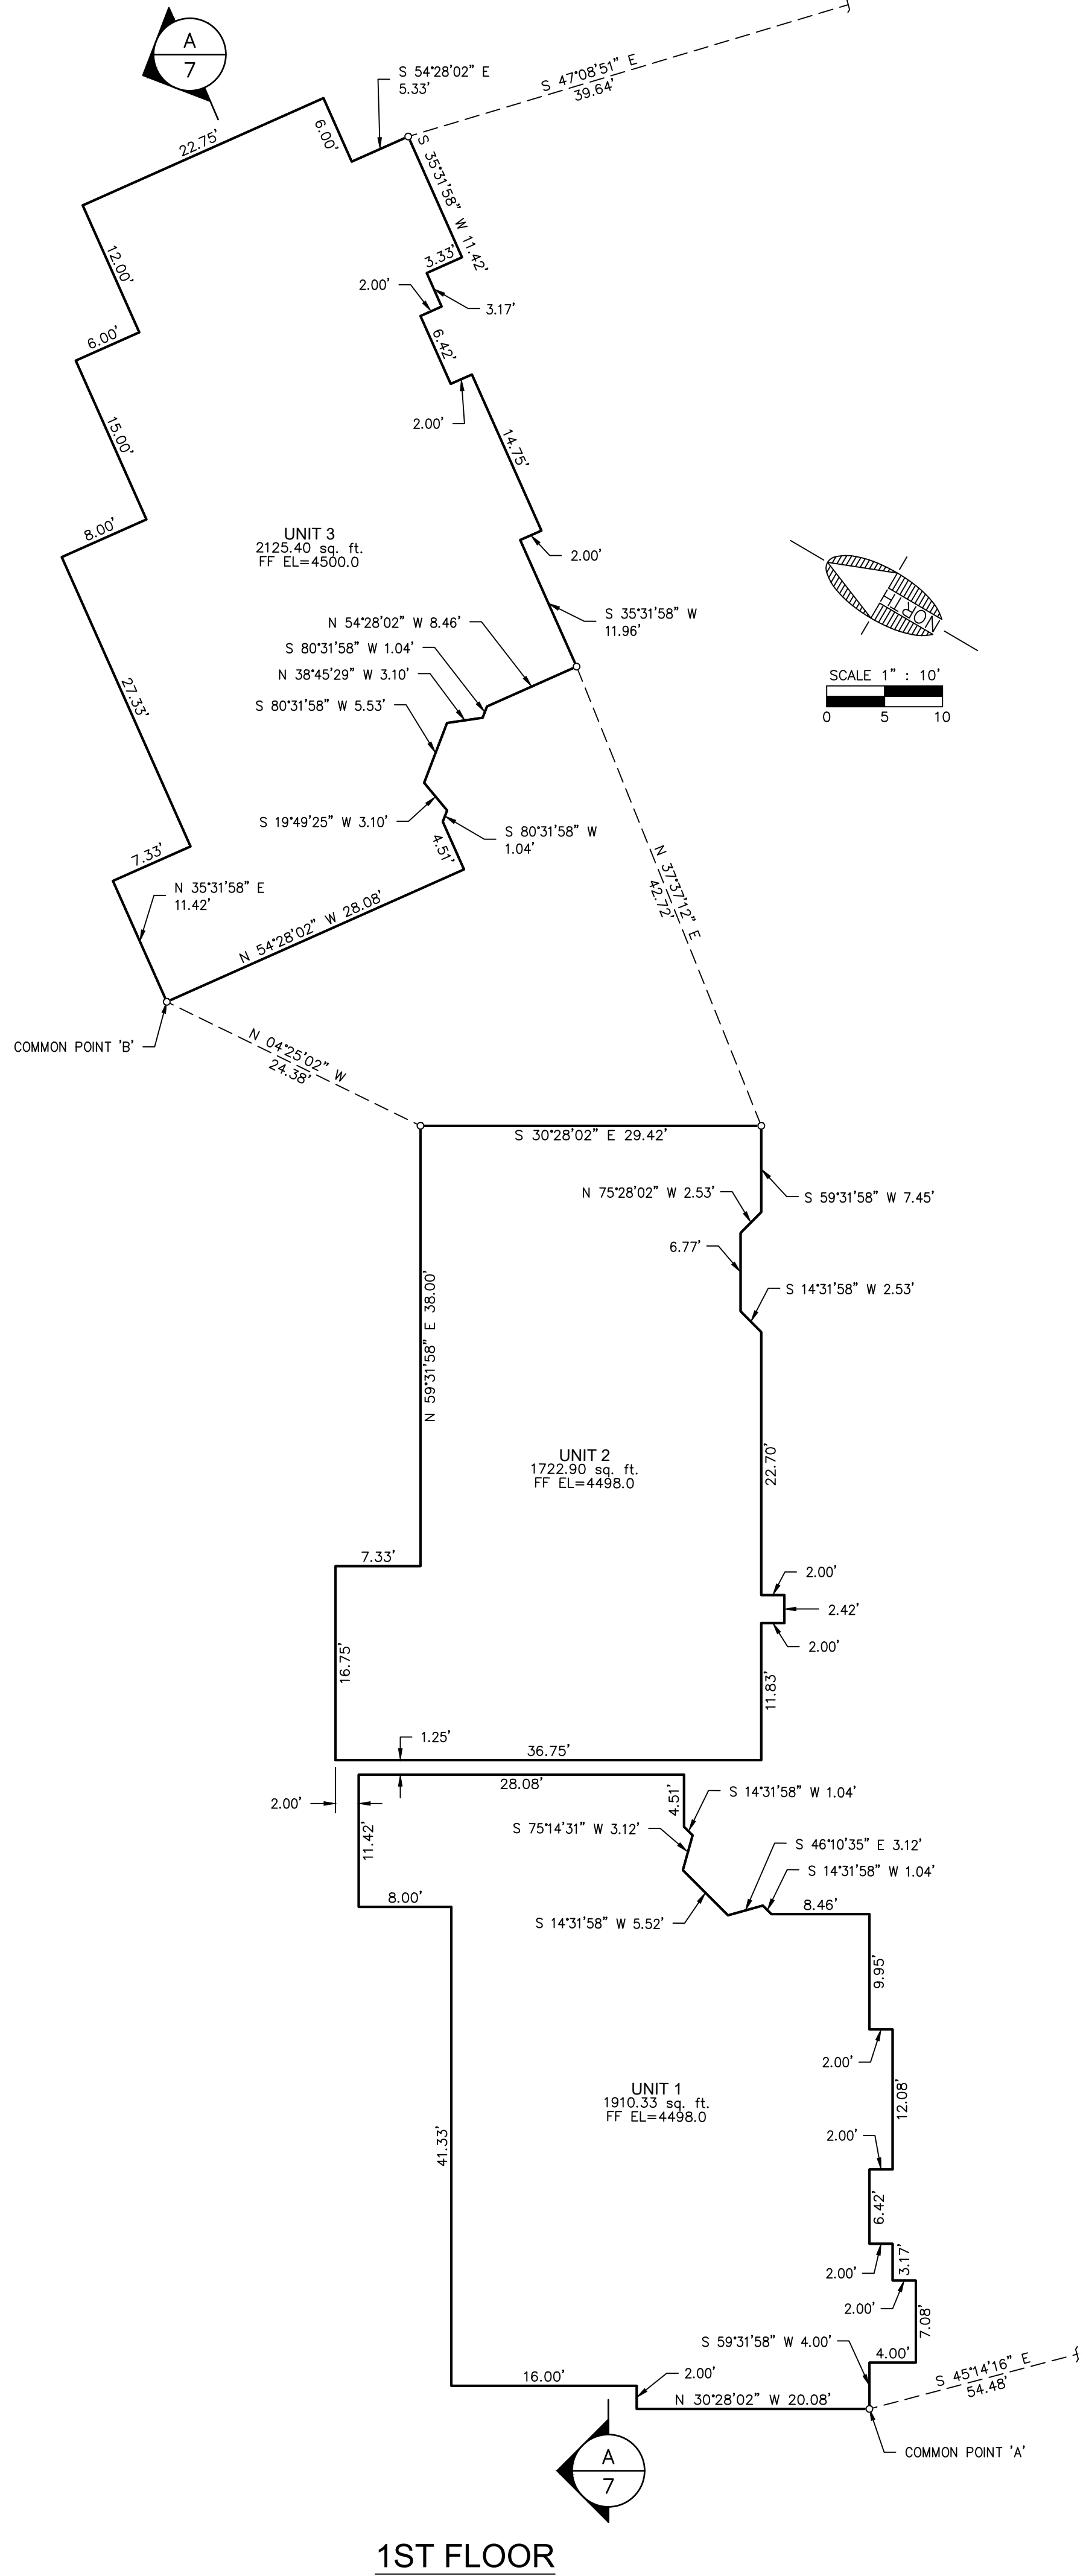 A
7
S 54°28'02" E
5.33'
S 47°08'51" E
39.64'
22.75'
6.00'
S 35°31'58" W 11.42'
12.00'
3.33'
2.00'
3.17'
6.00'
6.42'
2.00'
15.00'
14.75'
8.00'
UNIT 3
2125.40 sq. ft.
FF EL=4500.0
2.00'
NORTH
N 54°28'02" W 8.46'
S 35°31'58" W
11.96'
S 80°31'58" W 1.04'
N 38°45'29" W 3.10'
SCALE 1" : 10'
0 5 10
S 80°31'58" W 5.53'
27.33'
S 19°49'25" W 3.10'
S 80°31'58" W
1.04'
4.51'
7.33'
N 35°31'58" E
11.42'
N 54°28'02" W 28.08'
N 37°37'12" E
42.72'
COMMON POINT 'B'
N 04°25'02" W
24.38'
S 30°28'02" E 29.42'
N 75°28'02" W 2.53'
S 59°31'58" W 7.45'
6.77'
S 14°31'58" W 2.53'
N 59°31'58" E 38.00'
UNIT 2
1722.90 sq. ft.
FF EL=4498.0
22.70'
7.33'
2.00'
2.42'
2.00'
16.75'
11.83'
1.25'
36.75'
28.08'
2.00'
4.51'
S 14°31'58" W 1.04'
11.42'
S 75°14'31" W 3.12'
S 46°10'35" E 3.12'
S 14°31'58" W 1.04'
8.00'
8.46'
S 14°31'58" W 5.52'
9.95'
2.00'
UNIT 1
1910.33 sq. ft.
FF EL=4498.0
12.08'
41.33'
2.00'
6.42'
2.00'
3.17'
2.00'
7.08'
S 59°31'58" W 4.00'
4.00'
16.00'
2.00'
N 30°28'02" W 20.08'
S 45°14'16" E
54.48'
COMMON POINT 'A'
A
7
1ST FLOOR